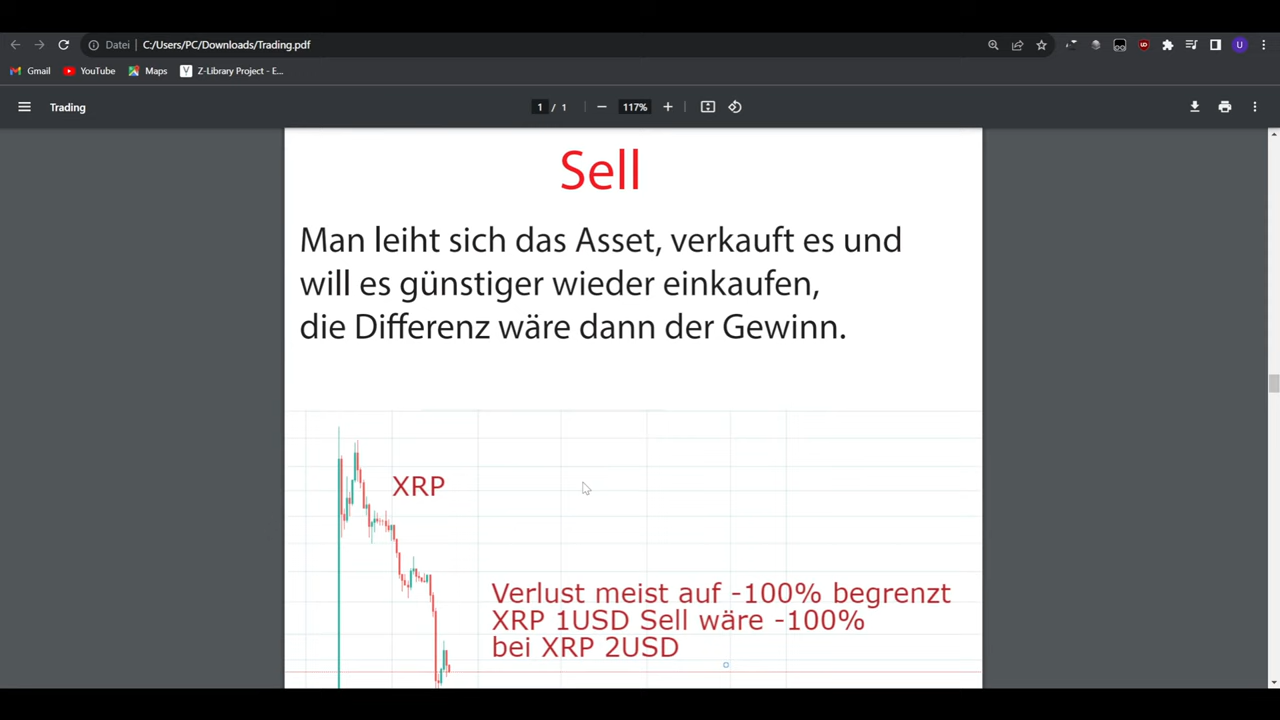 Datei
C:/Users/PC/Downloads/Trading.pdf
U
Gmail
YouTube
Maps
Z-Library Project - E...
Trading
1 / 1
117%
Sell
Man leiht sich das Asset, verkauft es und
will es günstiger wieder einkaufen,
die Differenz wäre dann der Gewinn.
XRP
Verlust meist auf -100% begrenzt
XRP 1USD Sell wäre -100%
bei XRP 2USD